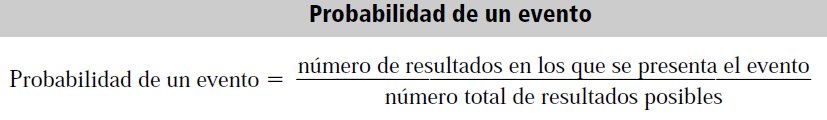 Probabilidad de un evento
Probabilidad de un evento = número de resultados en los que se presenta el evento
número total de resultados posibles